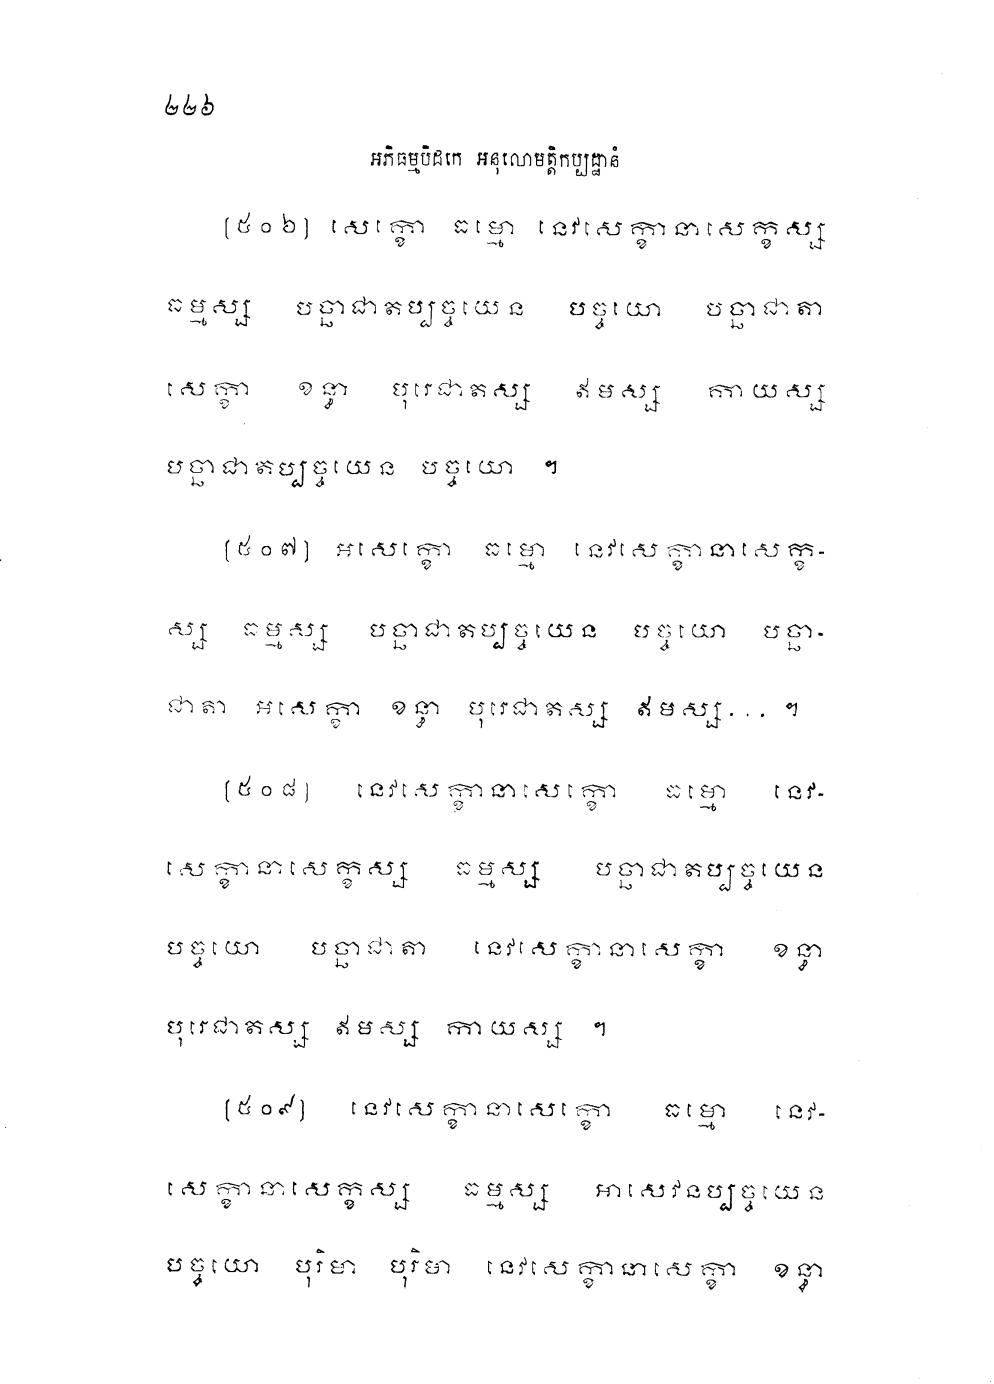 ២២៦
អភិធម្មបិដកេ អនុលោមត្តិកប្បដ្ឋានំ
[៥០៦] សេក្ខោ ធម្មោ នេវសេក្ខានាសេក្ខស្ស
ធម្មស្ស បច្ឆាជាតប្បច្ចយេន បច្ចយោ បច្ឆាជាតា
សេក្ខា ខន្ធា បុរេជាតស្ស ឥមស្ស កាយស្ស
បច្ឆាជាតប្បច្ចយេន បច្ចយោ ។
[៥០៧] អសេក្ខោ ធម្មោ នេវសេក្ខានាសេក្ខ-
ស្ស ធម្មស្ស បច្ឆាជាតប្បច្ចយេន បច្ចយោ បច្ឆា-
ជាតា អសេក្ខា ខន្ធា បុរេជាតស្ស ឥមស្ស... ។
[៥០៨] នេវសេក្ខានាសេក្ខោ ធម្មោ នេវ-
សេក្ខានាសេក្ខស្ស ធម្មស្ស បច្ឆាជាតប្បច្ចយេន
បច្ចយោ បច្ឆាជាតា នេវសេក្ខានាសេក្ខា ខន្ធា
បុរេជាតស្ស ឥមស្ស កាយស្ស ។
[៥០៩] នេវសេក្ខានាសេក្ខោ ធម្មោ នេវ-
សេក្ខានាសេក្ខស្ស ធម្មស្ស អាសេវនប្បច្ចយេន
បច្ចយោ បុរិមា បុរិមា នេវសេក្ខានាសេក្ខា ខន្ធា